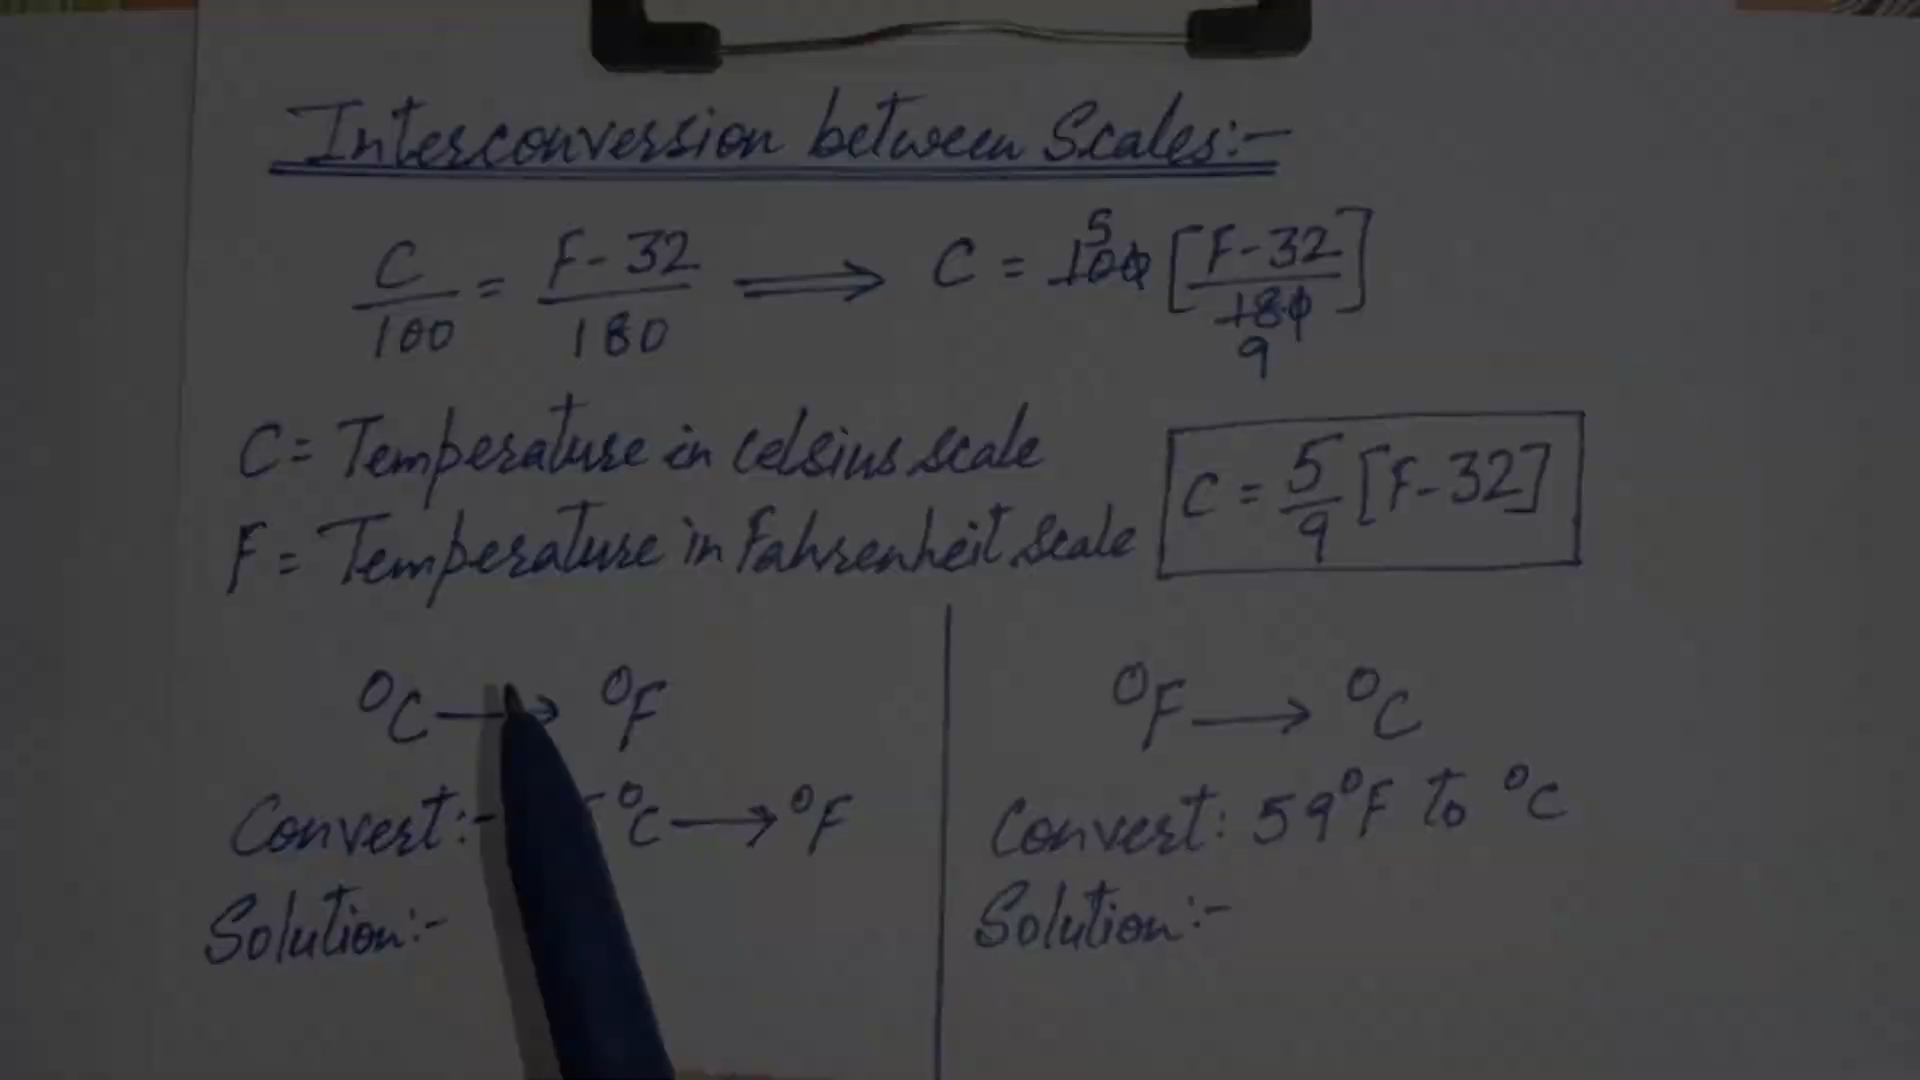 Interconversion between Scales:-
C/100 = F-32/180 ⟹ C = 100 5 [F-32/180 9]
C = Temperature in celsius scale
F = Temperature in Fahrenheit scale
C = 5/9 [F-32]
°C → °F
Convert:- °C → °F
Solution:-
°F → °C
Convert: 59°F to °C
Solution:-